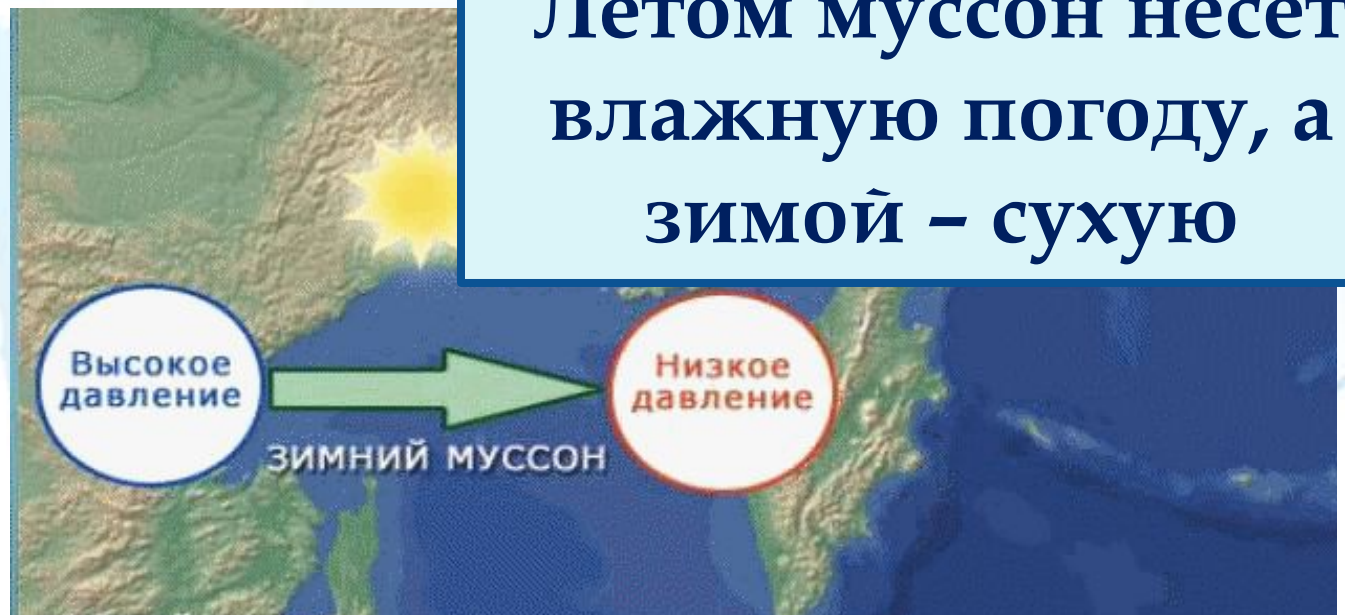 Летом муссон несет
влажную погоду, а
зимой – сухую
Высокое
давление
Низкое
давление
ЗИМНИЙ МУССОН